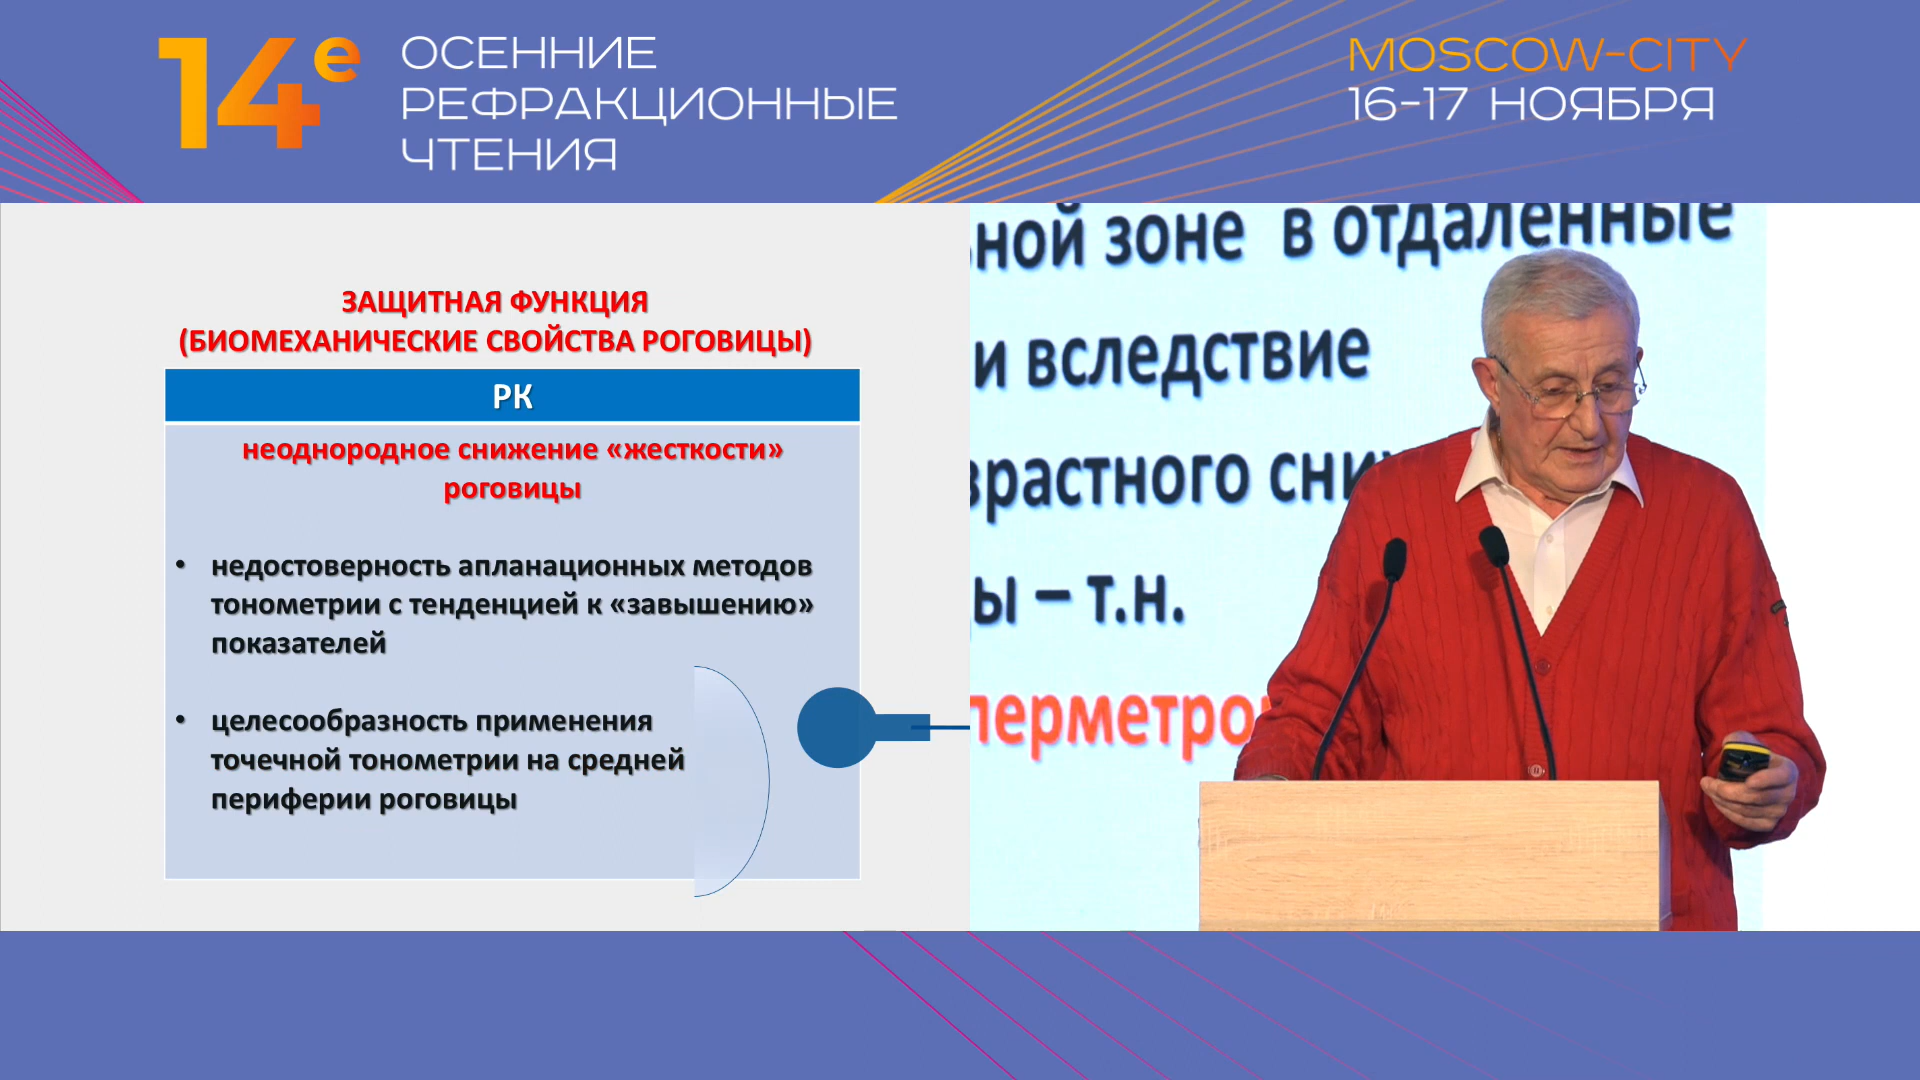 14е
ОСЕННИЕ
РЕФРАКЦИОННЫЕ
ЧТЕНИЯ
MOSCOW-CITY
16-17 НОЯБРЯ
ЗАЩИТНАЯ ФУНКЦИЯ
(БИОМЕХАНИЧЕСКИЕ СВОЙСТВА РОГОВИЦЫ)
РК
неоднородное снижение «жесткости»
роговицы
• недостоверность апланационных методов
тонометрии с тенденцией к «завышению»
показателей
• целесообразность применения
точечной тонометрии на средней
периферии роговицы
зоне в отдаленные
и вследствие
– т.н.